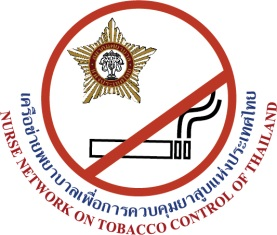 เครือข่ายพยาบาลเพื่อการควบคุมยาสูบแห่งประเทศไทย
NURSE NETWORK ON TOBACCO CONTROL OF THAILAND